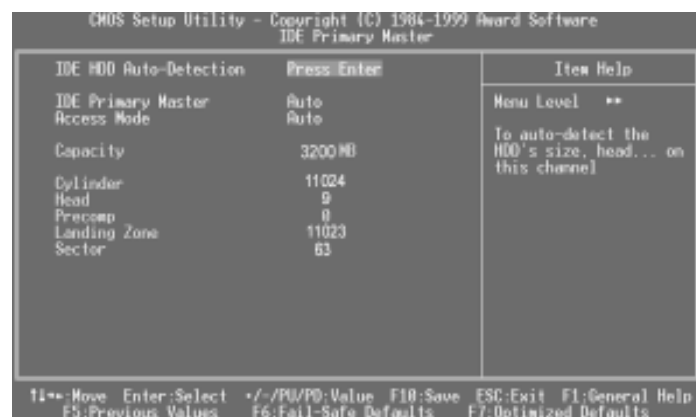 CMOS Setup Utility - Copyright (C) 1984-1999 Award Software
IDE Primary Master
IDE HDD Auto-Detection Press Enter
IDE Primary Master Auto
Access Mode Auto
Capacity 3200 MB
Cylinder 11024
Head 9
Precomp 0
Landing Zone 11023
Sector 63
Item Help
Menu Level ▸▸
To auto-detect the
HDD's size, head... on
this channel
↑↓→←:Move Enter:Select +/-/PU/PD:Value F10:Save ESC:Exit F1:General Help
F5:Previous Values F6:Fail-Safe Defaults F7:Optimized Defaults